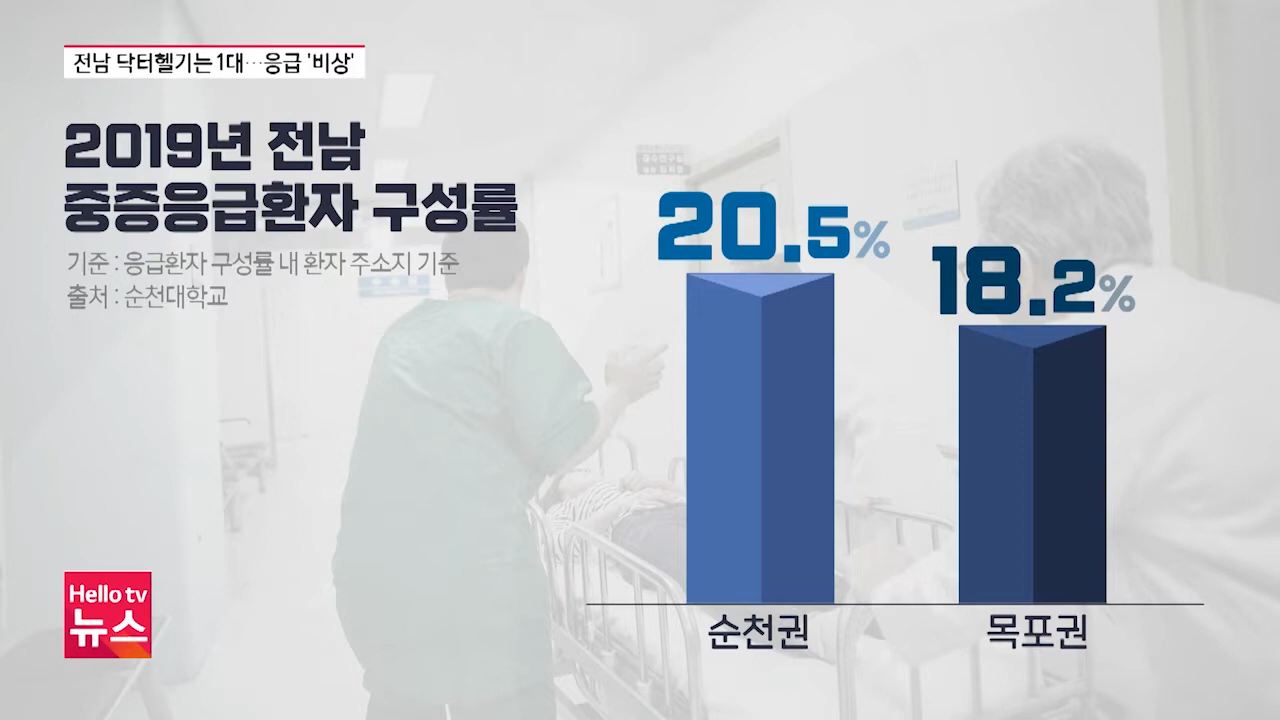 전남 닥터헬기는 1대…응급 '비상'
2019년 전남
중증응급환자 구성률
기준 : 응급환자 구성률 내 환자 주소지 기준
출처 : 순천대학교
20.5%
18.2%
순천권
목포권
Hello tv
뉴스